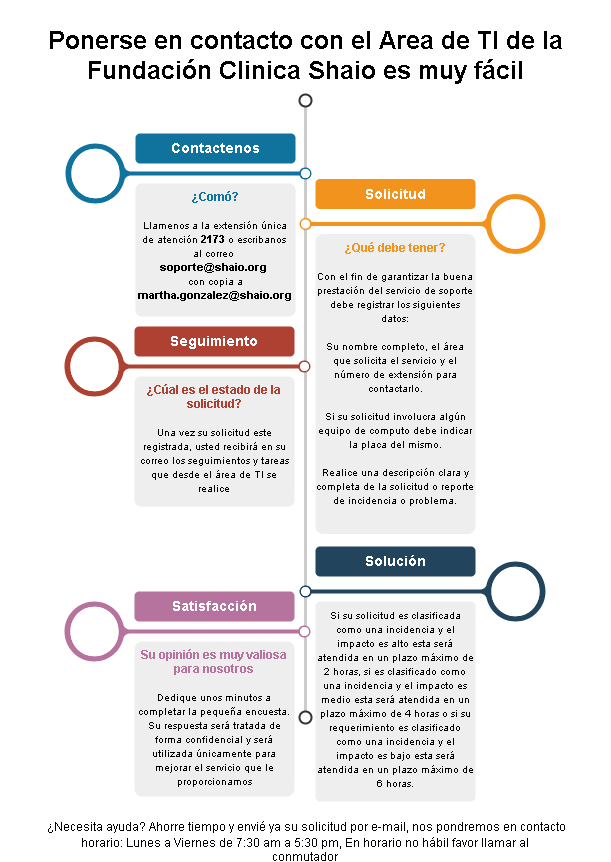 Ponerse en contacto con el Area de TI de la
Fundación Clinica Shaio es muy fácil
Contactenos
¿Comó?
Llamenos a la extensión única
de atención 2173 o escribanos
al correo
soporte@shaio.org
con copia a
martha.gonzalez@shaio.org
Solicitud
¿Qué debe tener?
Con el fin de garantizar la buena
prestación del servicio de soporte
debe registrar los siguientes
datos:
Su nombre completo, el área
que solicita el servicio y el
número de extensión para
contactarlo.
Si su solicitud involucra algún
equipo de computo debe indicar
la placa del mismo.
Realice una descripción clara y
completa de la solicitud o reporte
de incidencia o problema.
Seguimiento
¿Cúal es el estado de la
solicitud?
Una vez su solicitud este
registrada, usted recibirá en su
correo los seguimientos y tareas
que desde el área de TI se
realice
Solución
Si su solicitud es clasificada
como una incidencia y el
impacto es alto esta será
atendida en un plazo máximo de
2 horas, si es clasificado como
una incidencia y el impacto es
medio esta será atendida en un
plazo máximo de 4 horas o si su
requerimiento es clasificado
como una incidencia y el
impacto es bajo esta será
atendida en un plazo máximo de
6 horas.
Satisfacción
Su opinión es muy valiosa
para nosotros
Dedique unos minutos a
completar la pequeña encuesta.
Su respuesta será tratada de
forma confidencial y será
utilizada únicamente para
mejorar el servicio que le
proporcionamos
¿Necesita ayuda? Ahorre tiempo y envié ya su solicitud por e-mail, nos pondremos en contacto
horario: Lunes a Viernes de 7:30 am a 5:30 pm, En horario no hábil favor llamar al
conmutador